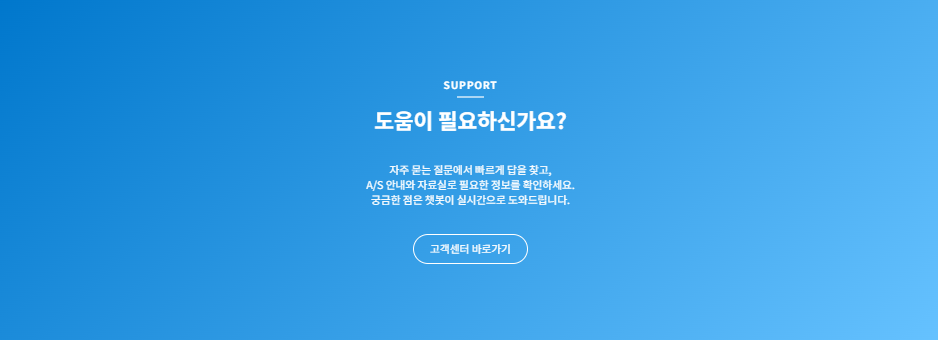 SUPPORT
도움이 필요하신가요?
자주 묻는 질문에서 빠르게 답을 찾고,
A/S 안내와 자료실로 필요한 정보를 확인하세요.
궁금한 점은 챗봇이 실시간으로 도와드립니다.
고객센터 바로가기